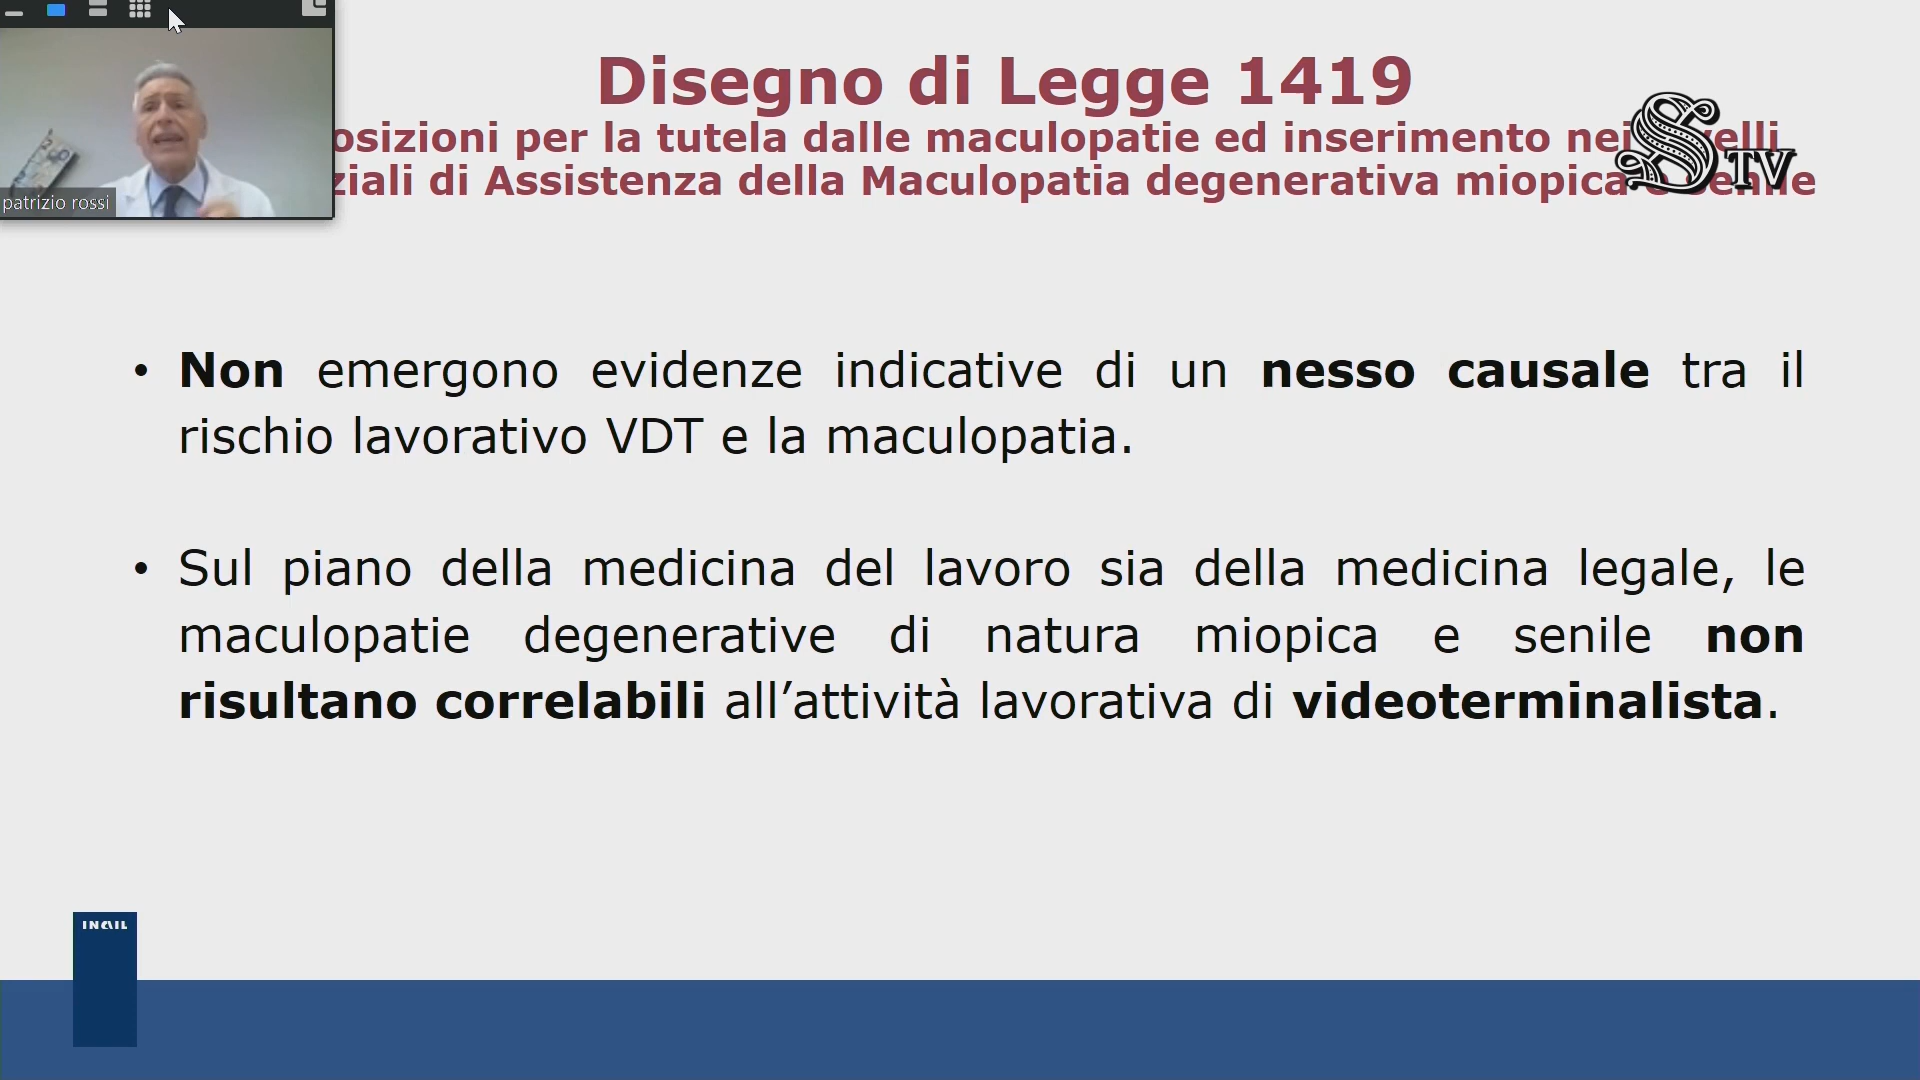 Disegno di Legge 1419
osizioni per la tutela dalle maculopatie ed inserimento nei velli
ziali di Assistenza della Maculopatia degenerativa miopica e senile
S TV
patrizio rossi
• Non emergono evidenze indicative di un nesso causale tra il
rischio lavorativo VDT e la maculopatia.
• Sul piano della medicina del lavoro sia della medicina legale, le
maculopatie degenerative di natura miopica e senile non
risultano correlabili all’attività lavorativa di videoterminalista.
INAIL